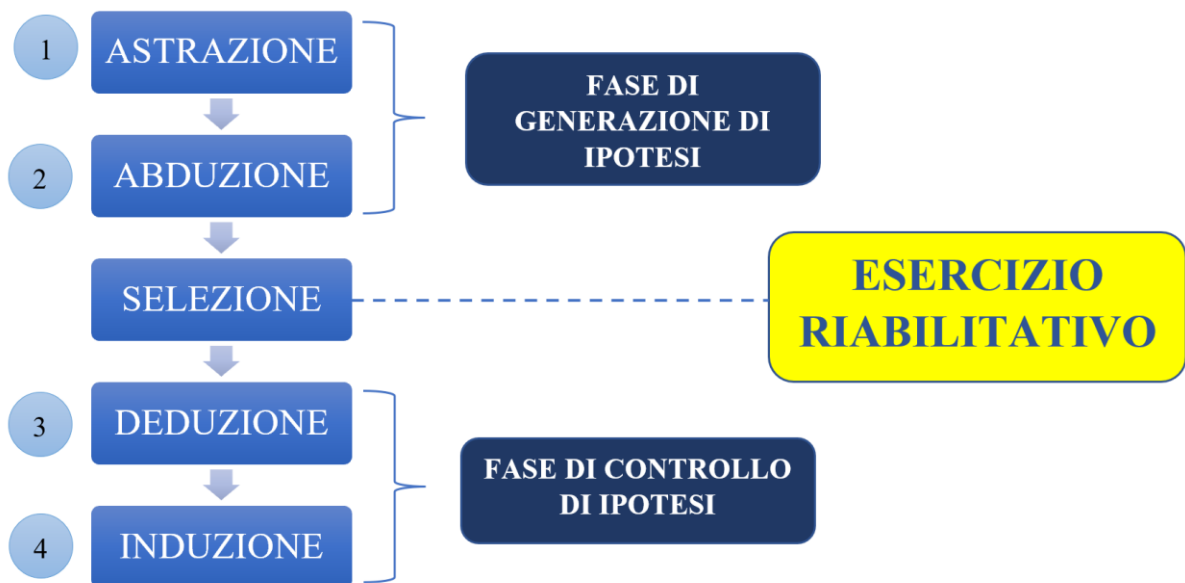 1
ASTRAZIONE
FASE DI
GENERAZIONE DI
IPOTESI
2
ABDUZIONE
SELEZIONE
ESERCIZIO
RIABILITATIVO
3
DEDUZIONE
FASE DI CONTROLLO
DI IPOTESI
4
INDUZIONE